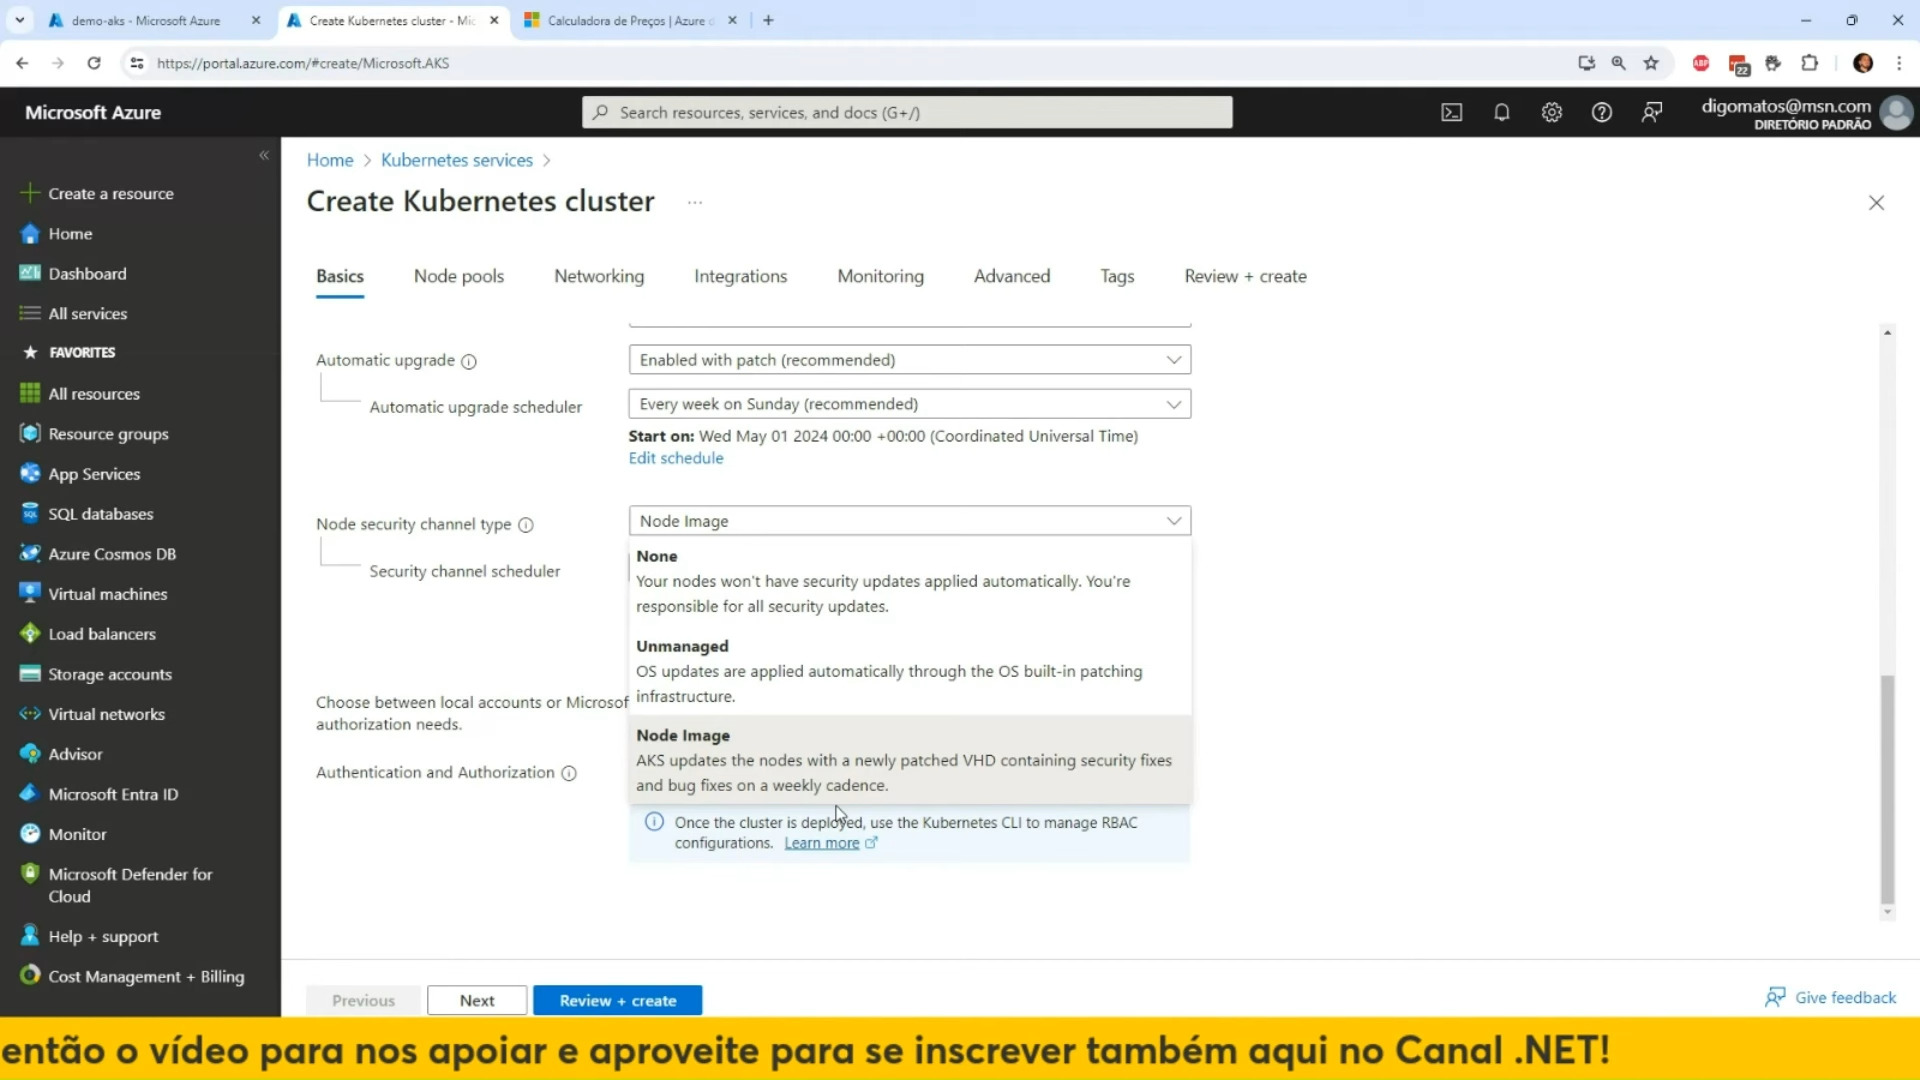 demo-aks - Microsoft Azure
Create Kubernetes cluster - Mic
Calculadora de Preços | Azure d
https://portal.azure.com/#create/Microsoft.AKS
ABP
22
Microsoft Azure
Search resources, services, and docs (G+/)
digomatos@msn.com
DIRETÓRIO PADRÃO
Create a resource
Home
Dashboard
All services
FAVORITES
All resources
Resource groups
App Services
SQL databases
Azure Cosmos DB
Virtual machines
Load balancers
Storage accounts
Virtual networks
Advisor
Microsoft Entra ID
Monitor
Microsoft Defender for
Cloud
Help + support
Cost Management + Billing
Home > Kubernetes services >
Create Kubernetes cluster ...
Basics Node pools Networking Integrations Monitoring Advanced Tags Review + create
Automatic upgrade
Enabled with patch (recommended)
Automatic upgrade scheduler
Every week on Sunday (recommended)
Start on: Wed May 01 2024 00:00 +00:00 (Coordinated Universal Time)
Edit schedule
Node security channel type
Node Image
Security channel scheduler
None
Your nodes won't have security updates applied automatically. You're
responsible for all security updates.
Unmanaged
OS updates are applied automatically through the OS built-in patching
infrastructure.
Node Image
AKS updates the nodes with a newly patched VHD containing security fixes
and bug fixes on a weekly cadence.
Choose between local accounts or Microsof
authorization needs.
Authentication and Authorization
Once the cluster is deployed, use the Kubernetes CLI to manage RBAC
configurations. Learn more
Previous
Next
Review + create
Give feedback
então o vídeo para nos apoiar e aproveite para se inscrever também aqui no Canal .NET!